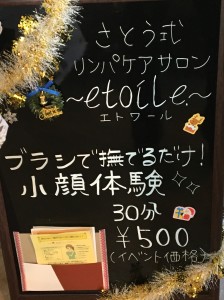 さとう式
リンパケアサロン
～etoile.～
エトワール
ブラシで撫でるだけ!
小顔体験
30分
¥500
(イベント価格)